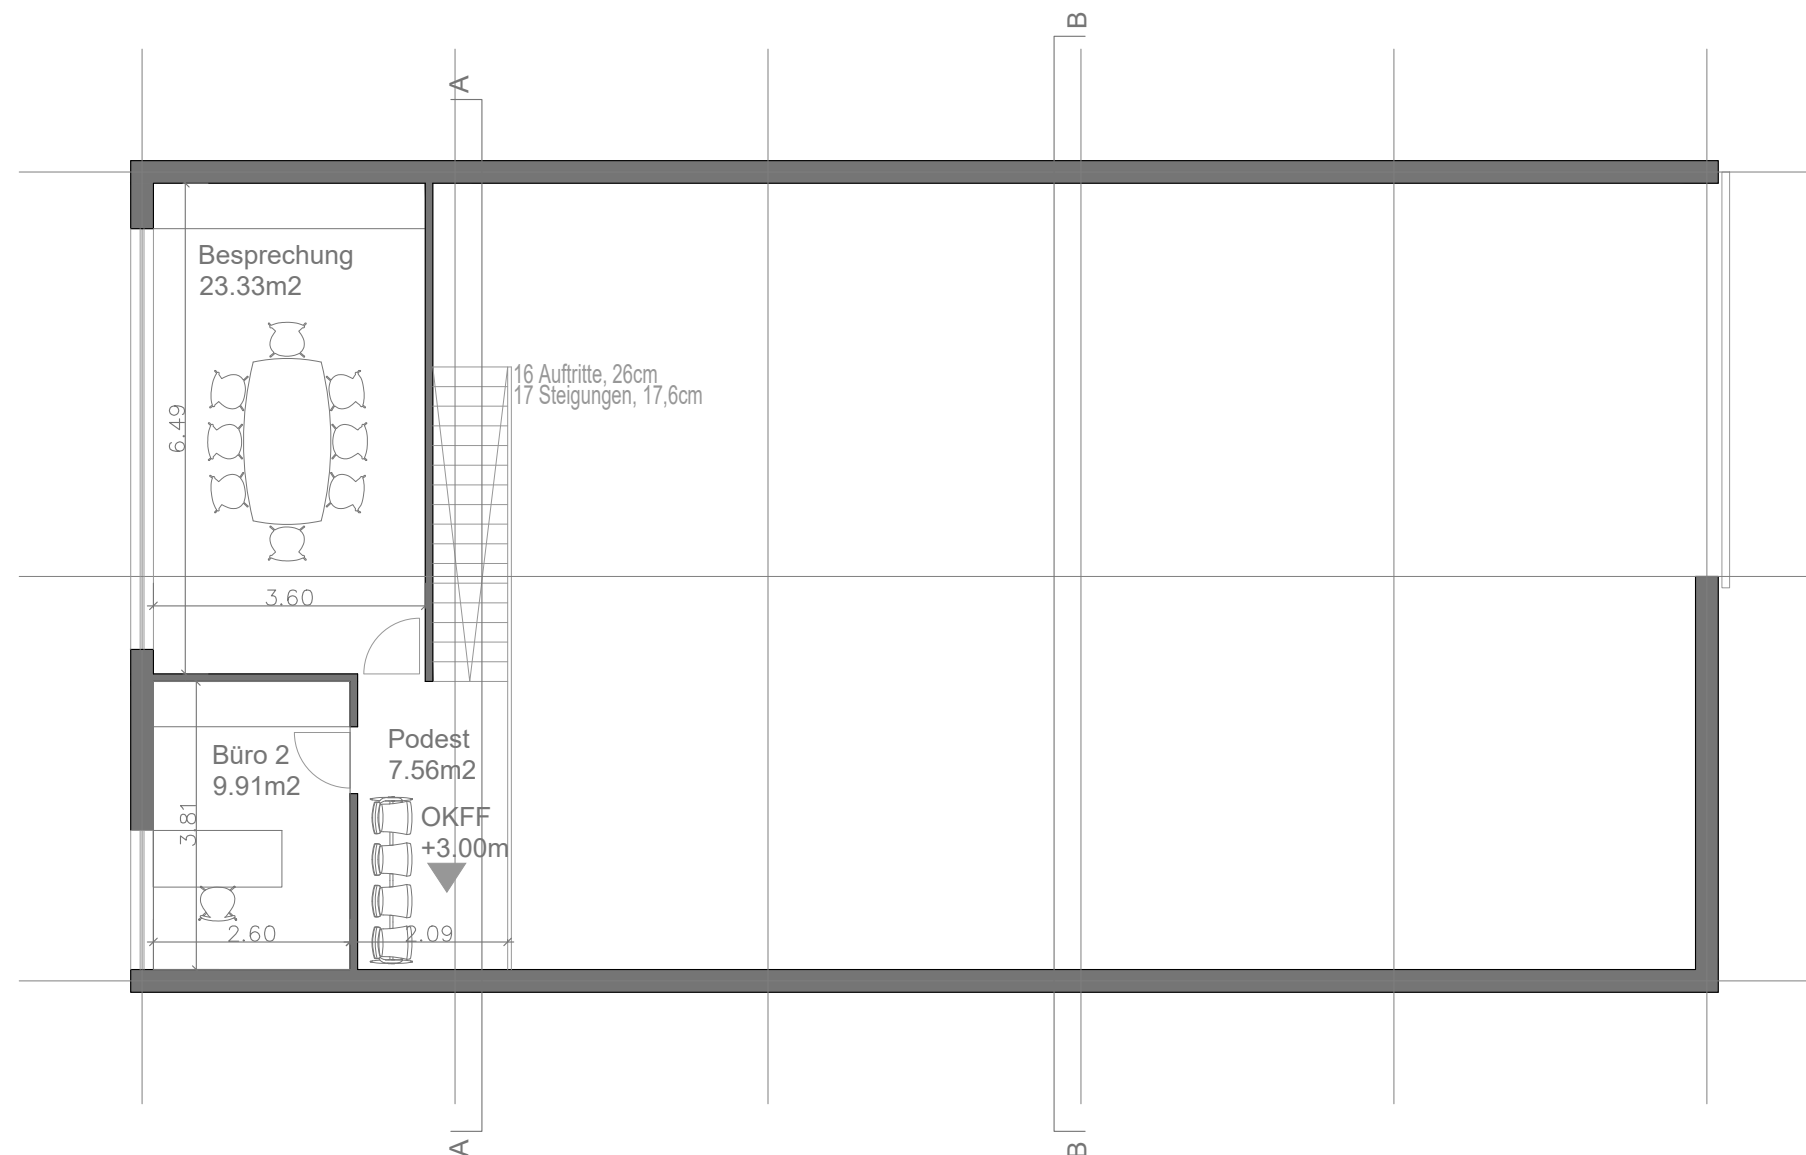 B
A
Besprechung
23.33m2
16 Auftritte, 26cm
17 Steigungen, 17,6cm
6.49
3.60
Podest
7.56m2
Büro 2
9.91m2
3.81
OKFF
+3.00m
2.60
2.09
A
B